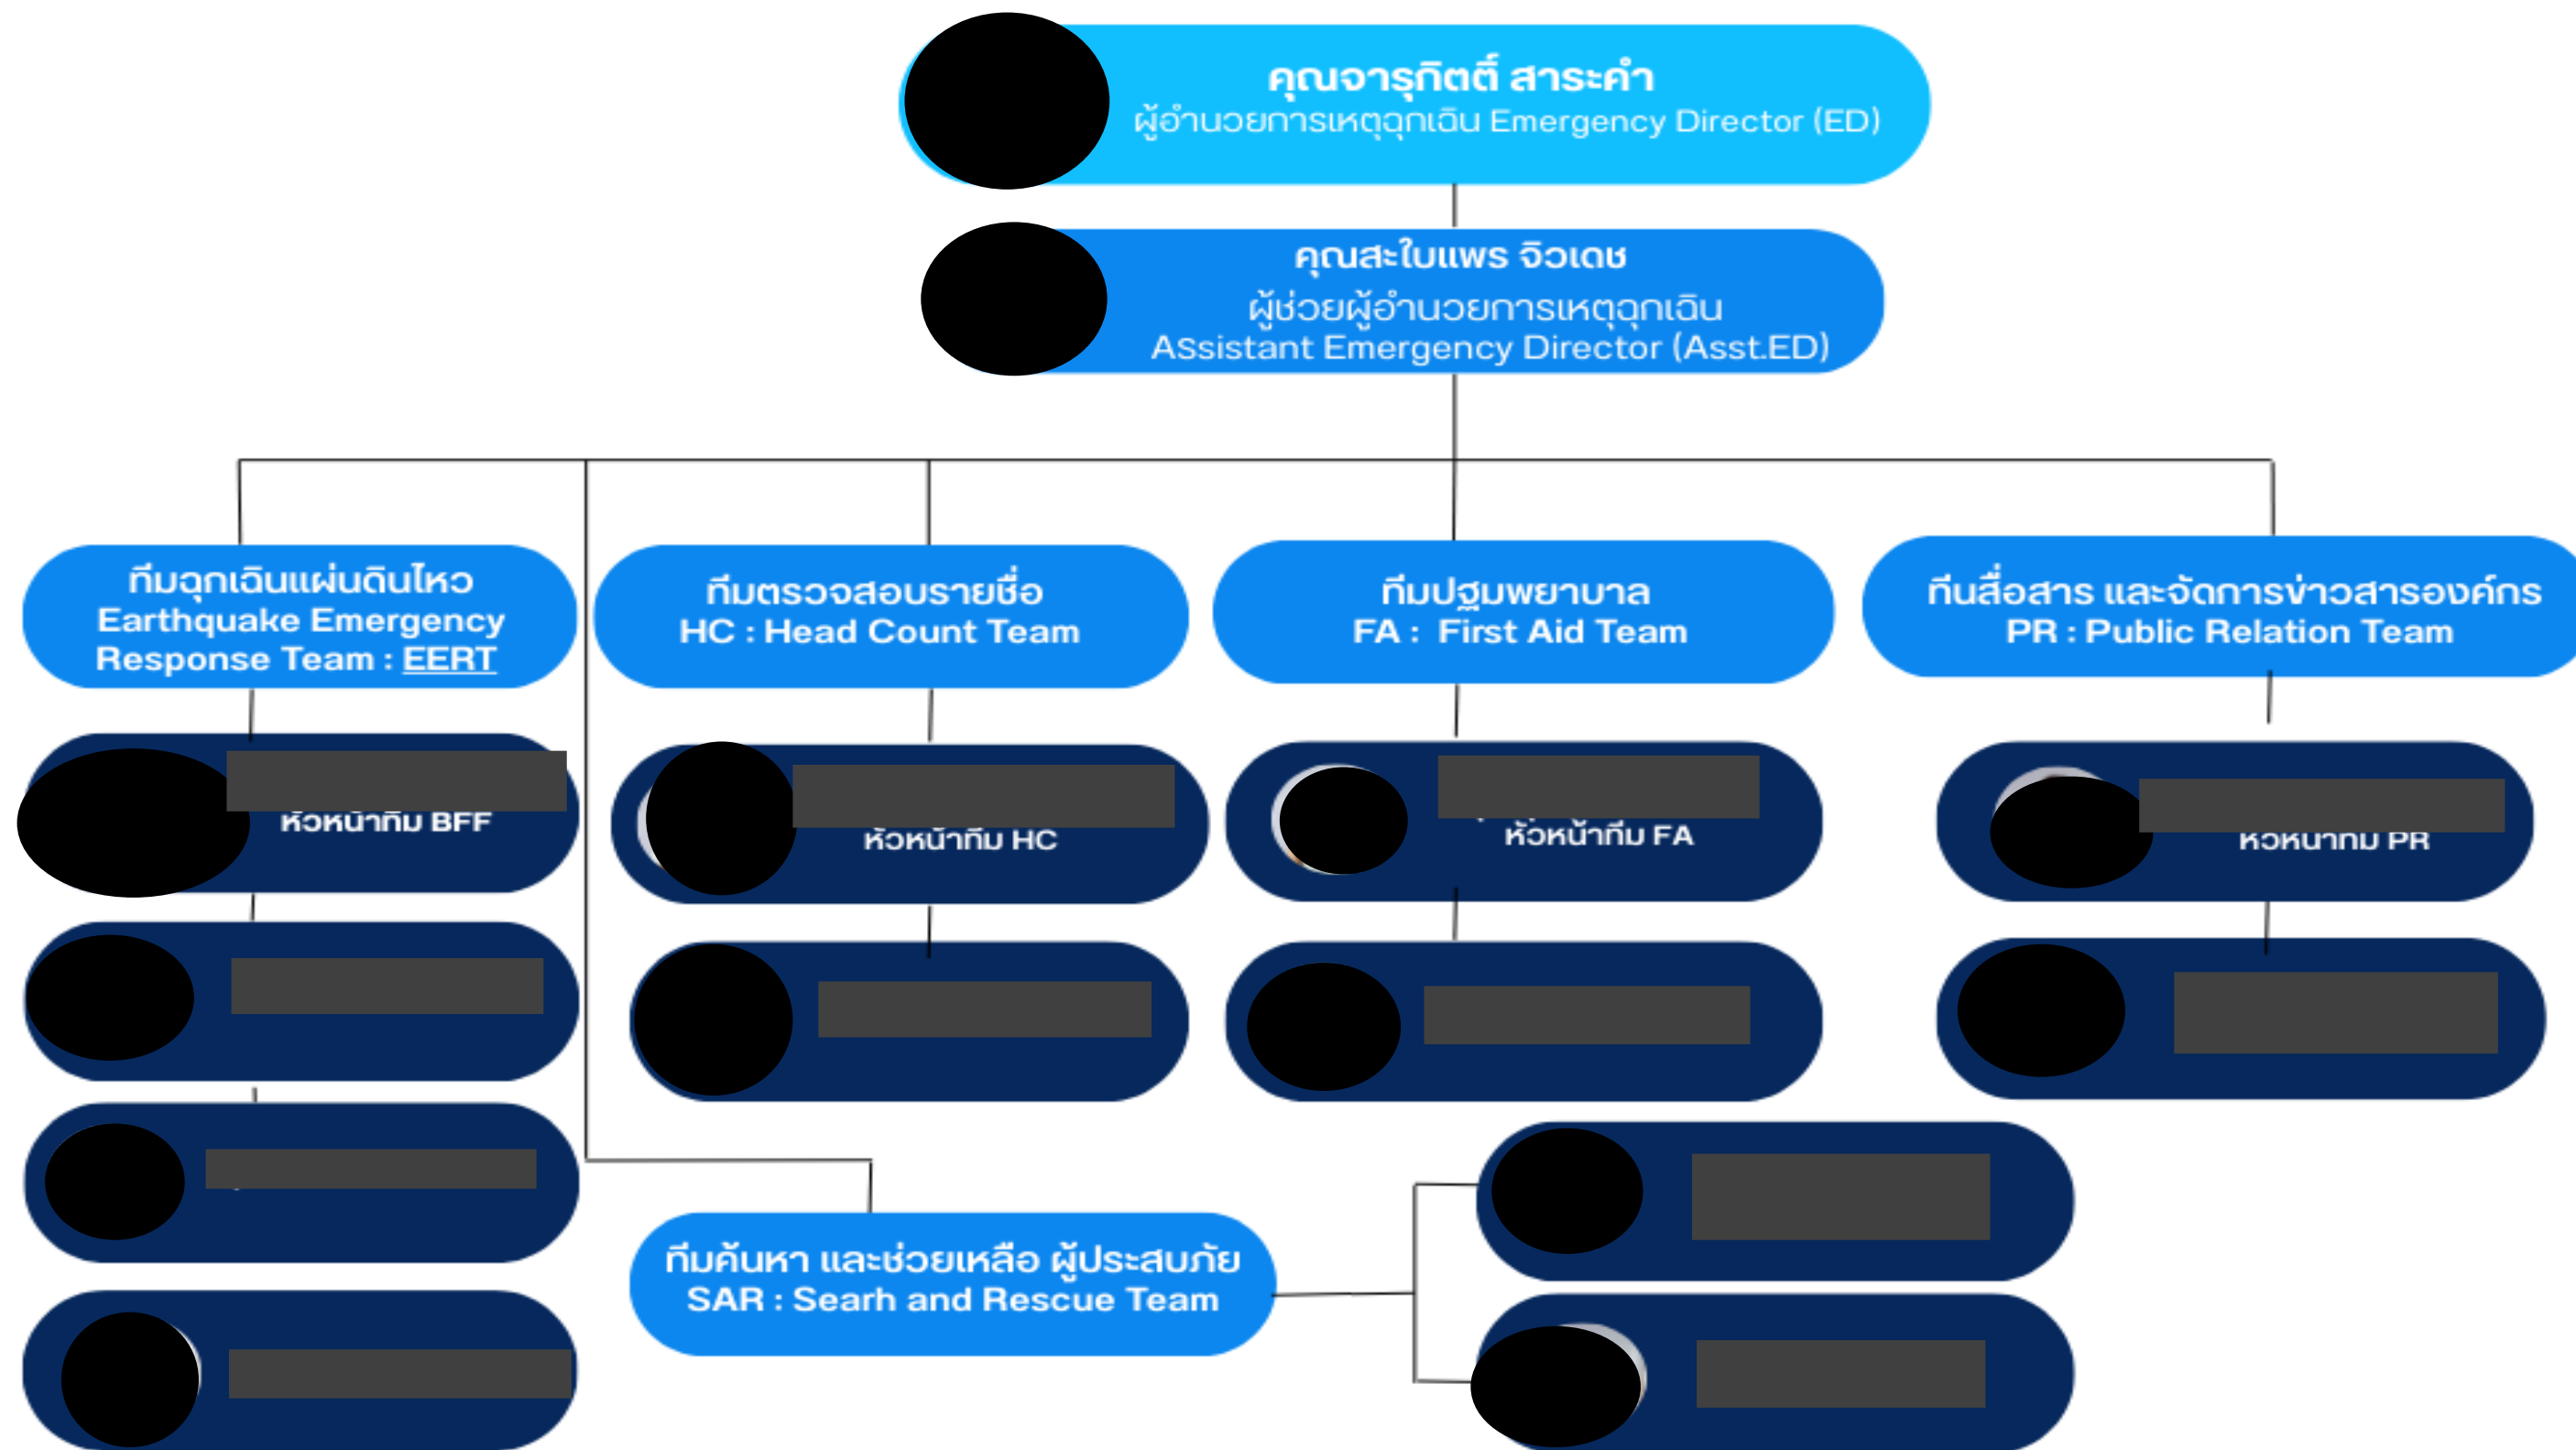 คุณจารุกิตติ์ สาระคำ
ผู้อำนวยการเหตุฉุกเฉิน Emergency Director (ED)
คุณสะใบแพร จิวเดช
ผู้ช่วยผู้อำนวยการเหตุฉุกเฉิน
ASsistant Emergency Director (Asst.ED)
ทีมฉุกเฉินแผ่นดินไหว
Earthquake Emergency
Response Team : EERT
ทีมตรวจสอบรายชื่อ
HC : Head Count Team
ทีมปฐมพยาบาล
FA : First Aid Team
ทีนสื่อสาร และจัดการข่าวสารองค์กร
PR : Public Relation Team
หัวหน้าทีม BFF
หัวหน้าทีม HC
หัวหน้าทีม FA
หัวหน้าทีม PR
ทีมค้นหา และช่วยเหลือ ผู้ประสบภัย
SAR : Searh and Rescue Team